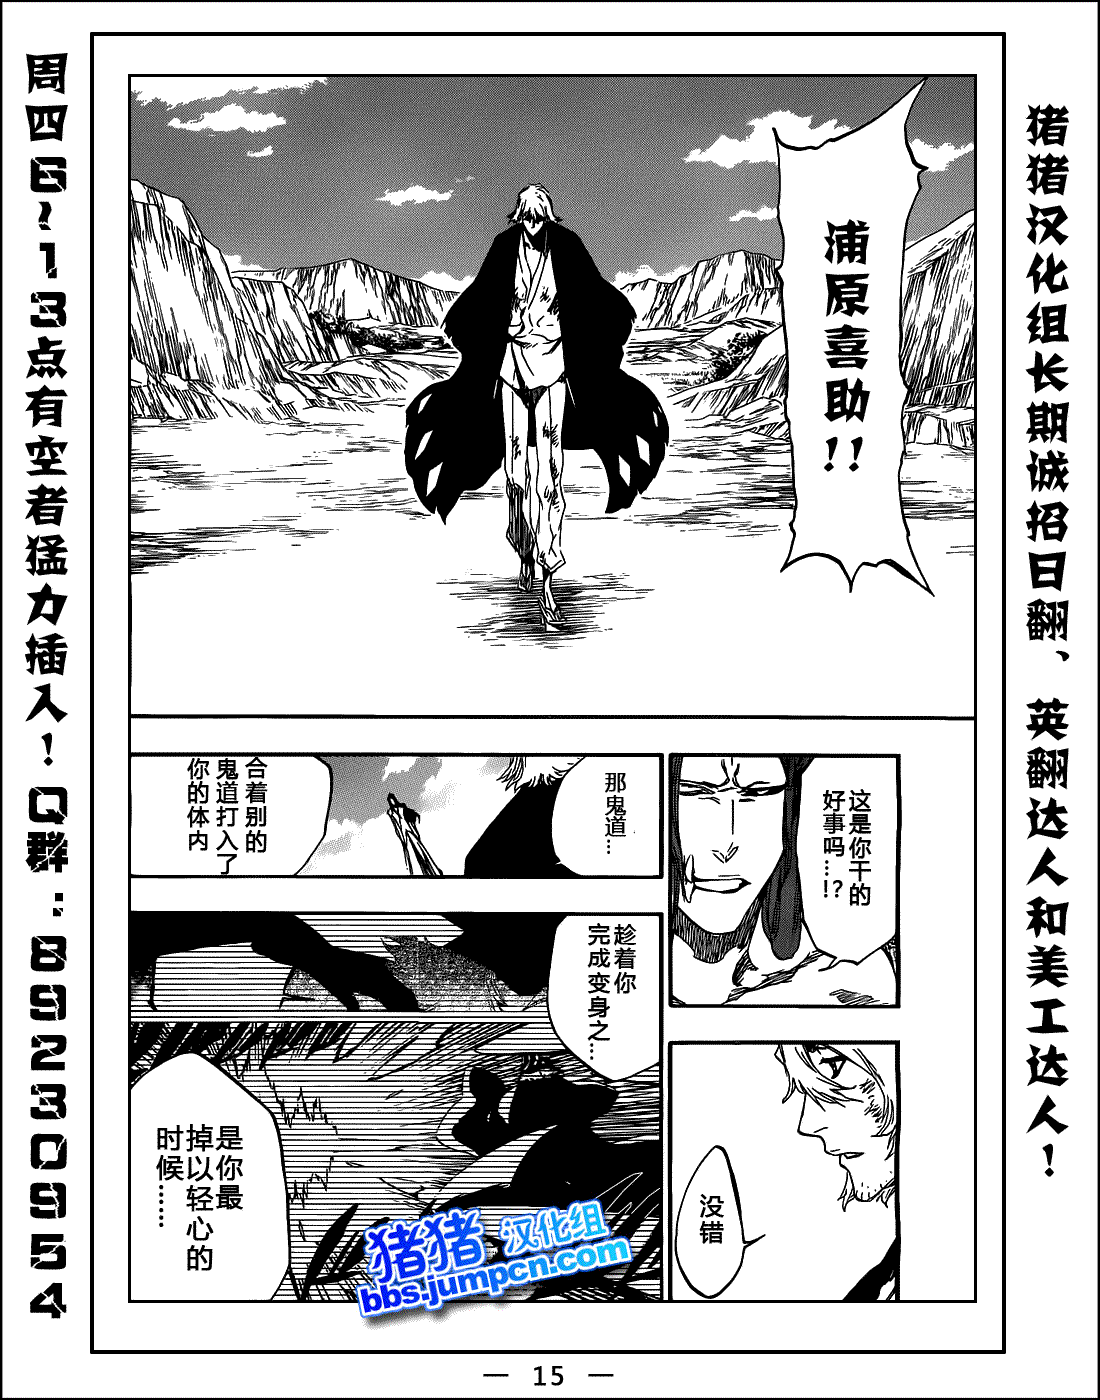 猪猪汉化组长期诚招日翻、英翻达人和美工达人！
浦原喜助!!
这是你干的
好事吗…!?
没错
那鬼道…
合着别的
鬼道打入了
你的体内
趁着你
完成变身之…
是你最
掉以轻心的
时候……
猪猪汉化组
bbs.jumpcn.com
周四6~13点有空者猛力插入！Q群：89230954
— 15 —